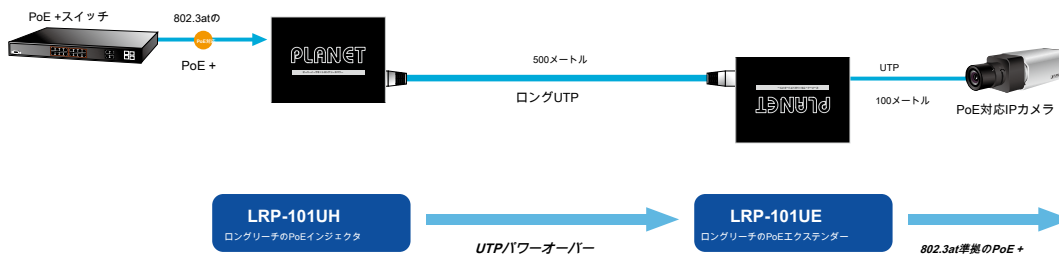 PoE +スイッチ
802.3atの
PoE +
PLANET
500メートル
ロングUTP
PLANET
UTP
100メートル
PoE対応IPカメラ
LRP-101UH
ロングリーチのPoEインジェクタ
UTPパワーオーバー
LRP-101UE
ロングリーチのPoEエクステンダー
802.3at準拠のPoE +